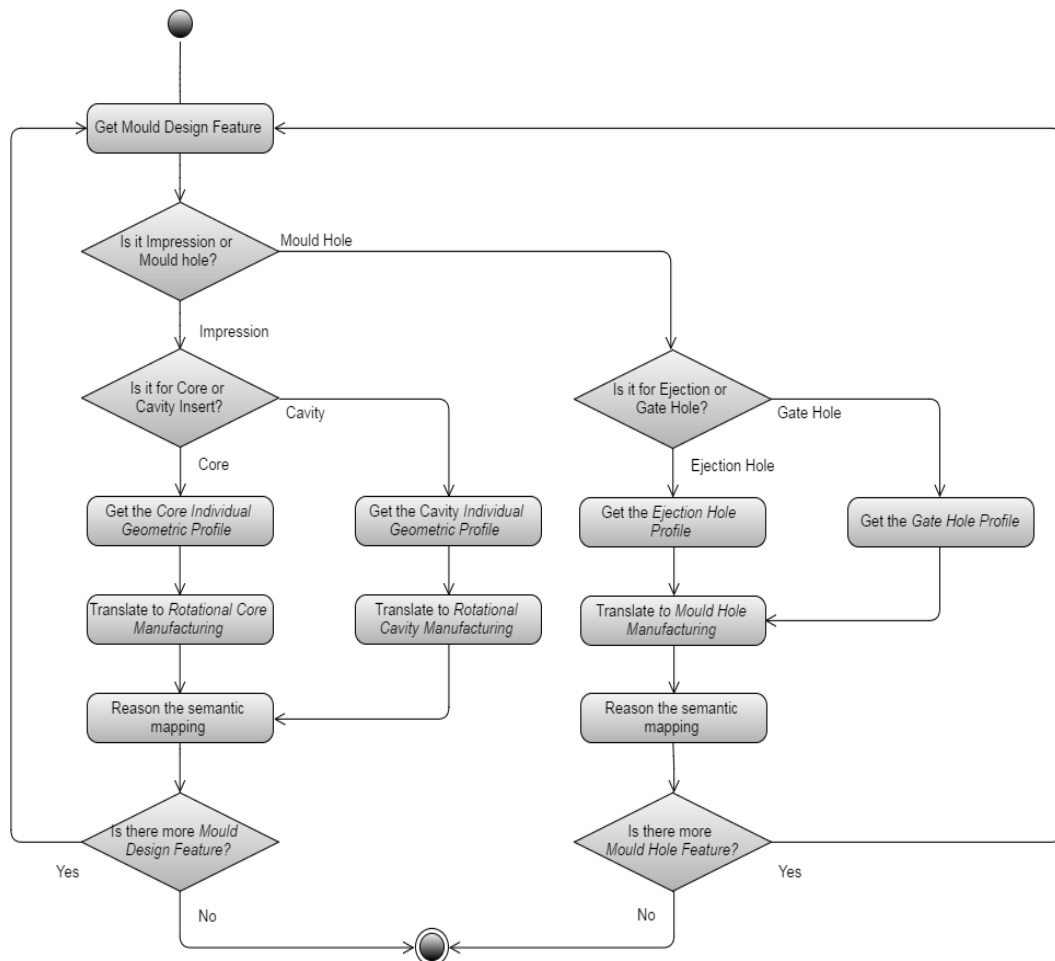 Get Mould Design Feature
Is it Impression or
Mould hole?
Mould Hole
Impression
Is it for Core or
Cavity Insert?
Cavity
Core
Is it for Ejection or
Gate Hole?
Gate Hole
Ejection Hole
Get the Core Individual
Geometric Profile
Get the Cavity Individual
Geometric Profile
Get the Ejection Hole
Profile
Get the Gate Hole Profile
Translate to Rotational Core
Manufacturing
Translate to Rotational
Cavity Manufacturing
Translate to Mould Hole
Manufacturing
Reason the semantic
mapping
Reason the semantic
mapping
Is there more Mould
Design Feature?
Yes
No
Is there more
Mould Hole Feature?
Yes
No